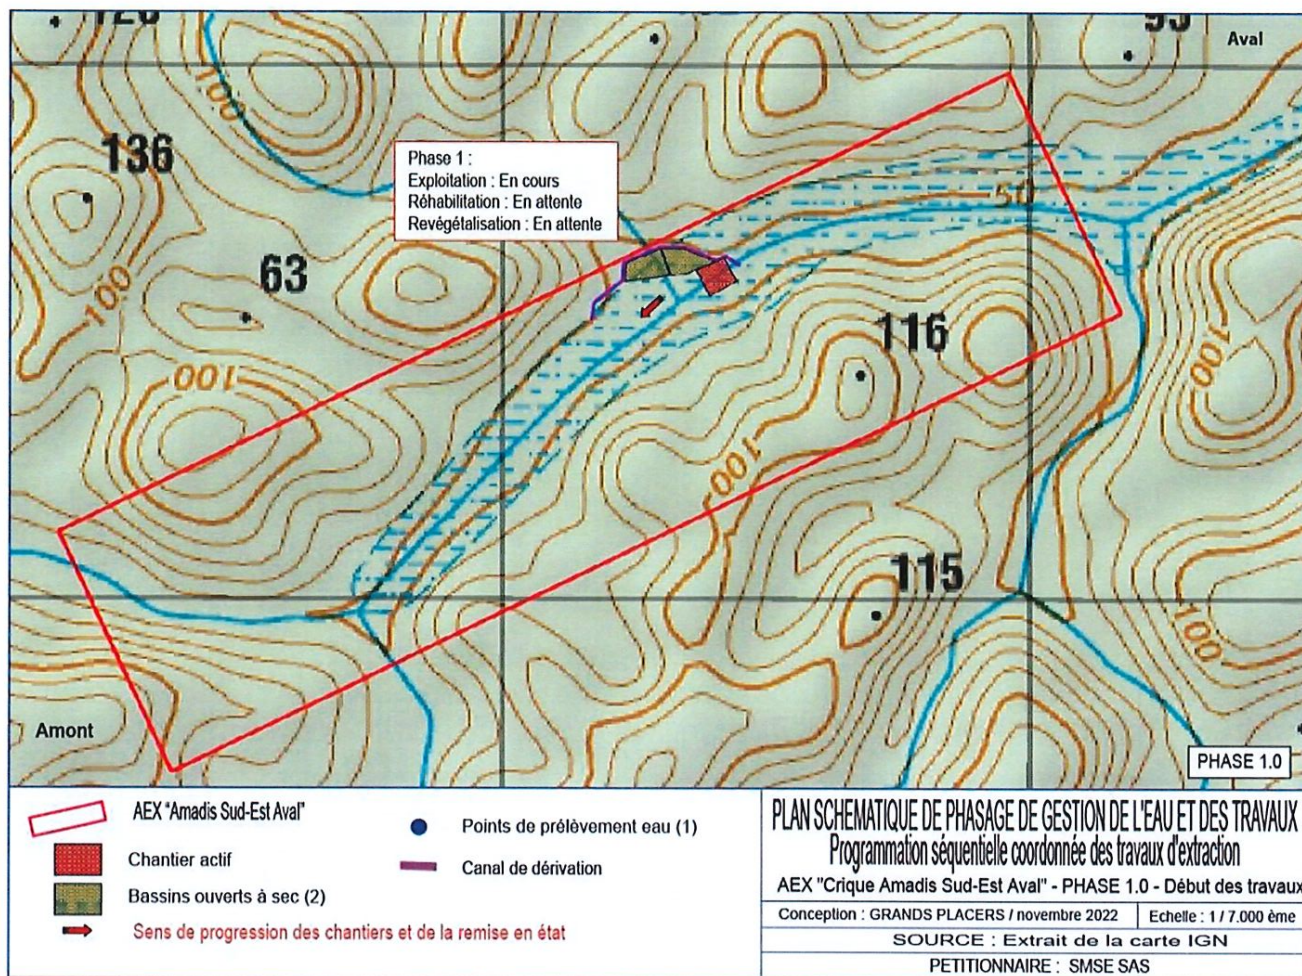 Aval
136
100
Phase 1 :
Exploitation : En cours
Réhabilitation : En attente
Revégétalisation : En attente
50
63
100
116
100
100
100
115
100
Amont
PHASE 1.0
AEX "Amadis Sud-Est Aval"
Chantier actif
Bassins ouverts à sec (2)
Sens de progression des chantiers et de la remise en état
Points de prélèvement eau (1)
Canal de dérivation
PLAN SCHEMATIQUE DE PHASAGE DE GESTION DE L'EAU ET DES TRAVAUX
Programmation séquentielle coordonnée des travaux d'extraction
AEX "Crique Amadis Sud-Est Aval" - PHASE 1.0 - Début des travaux
Conception : GRANDS PLACERS / novembre 2022
Echelle : 1 / 7.000 ème
SOURCE : Extrait de la carte IGN
PETITIONNAIRE : SMSE SAS